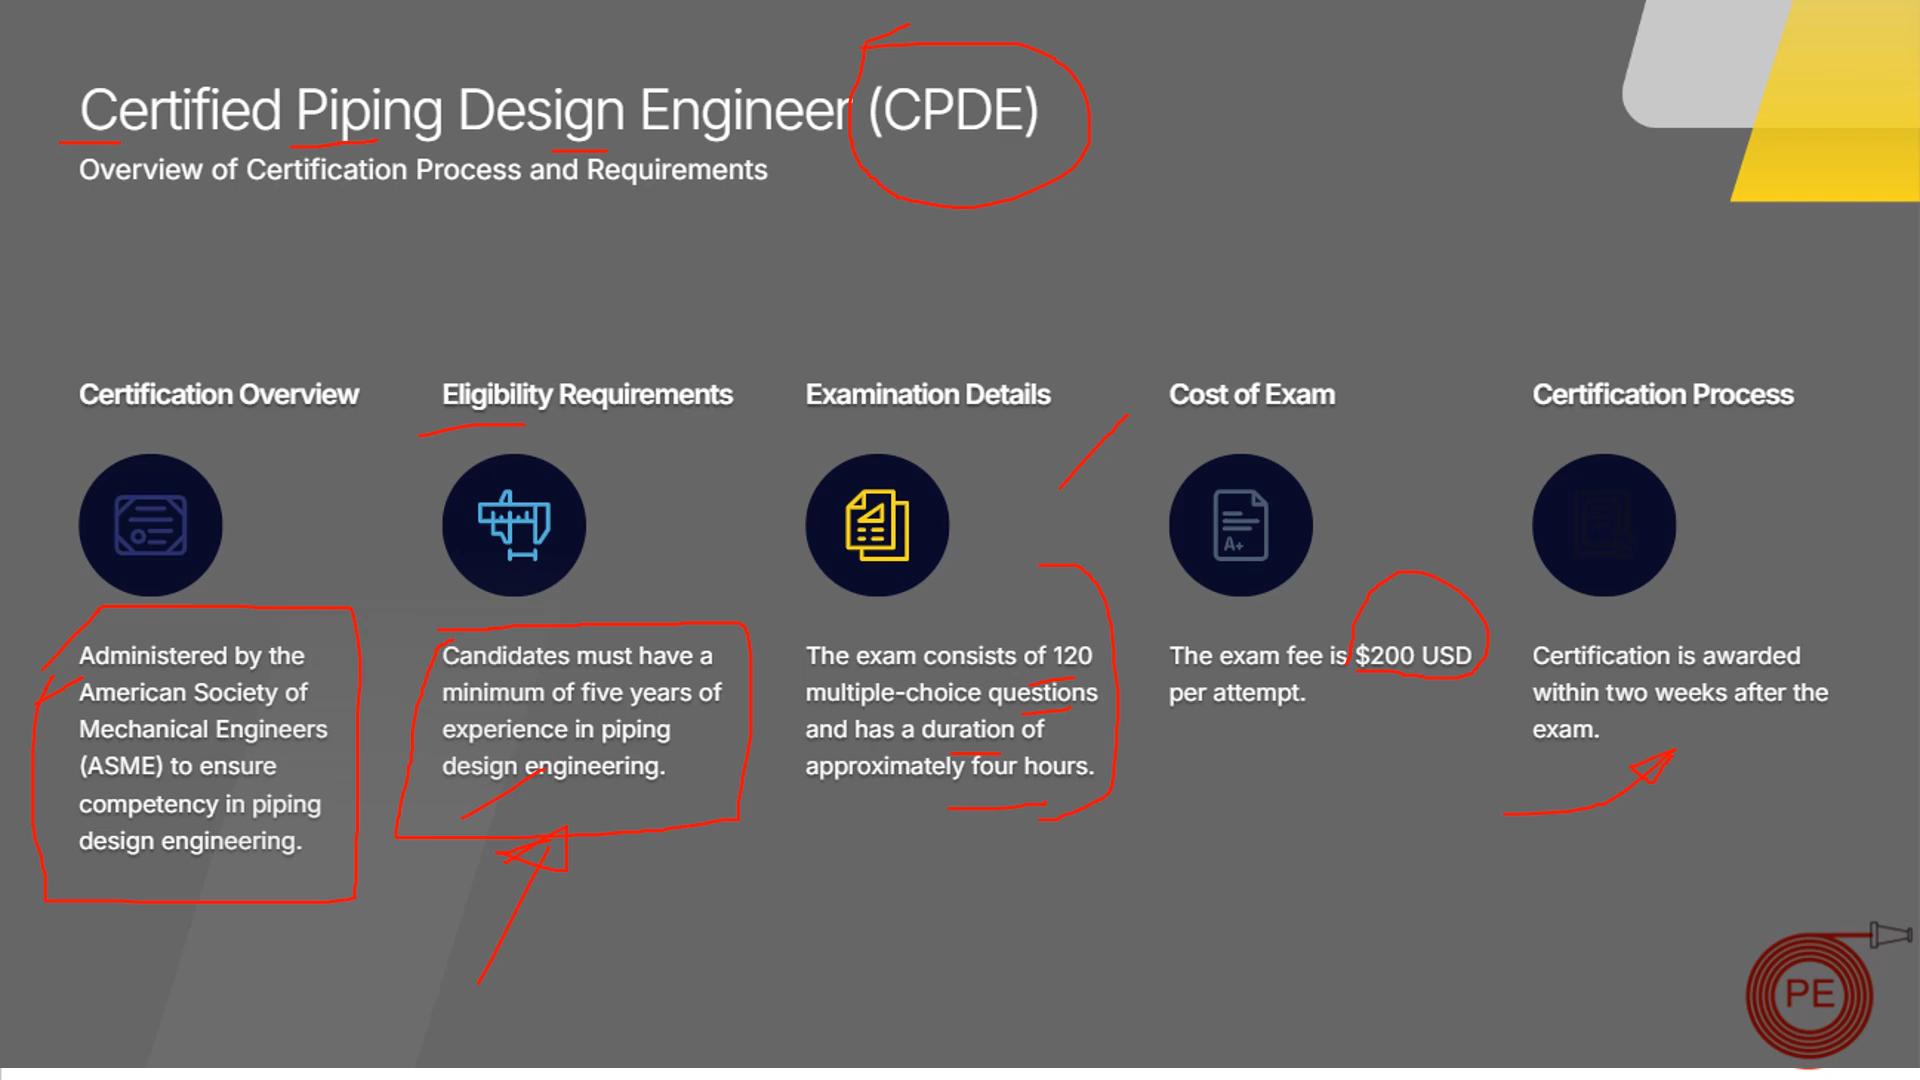 Certified Piping Design Engineer (CPDE)
Overview of Certification Process and Requirements
Certification Overview
Administered by the
American Society of
Mechanical Engineers
(ASME) to ensure
competency in piping
design engineering.
Eligibility Requirements
Candidates must have a
minimum of five years of
experience in piping
design engineering.
Examination Details
The exam consists of 120
multiple-choice questions
and has a duration of
approximately four hours.
Cost of Exam
A+
The exam fee is $200 USD
per attempt.
Certification Process
Certification is awarded
within two weeks after the
exam.
PE